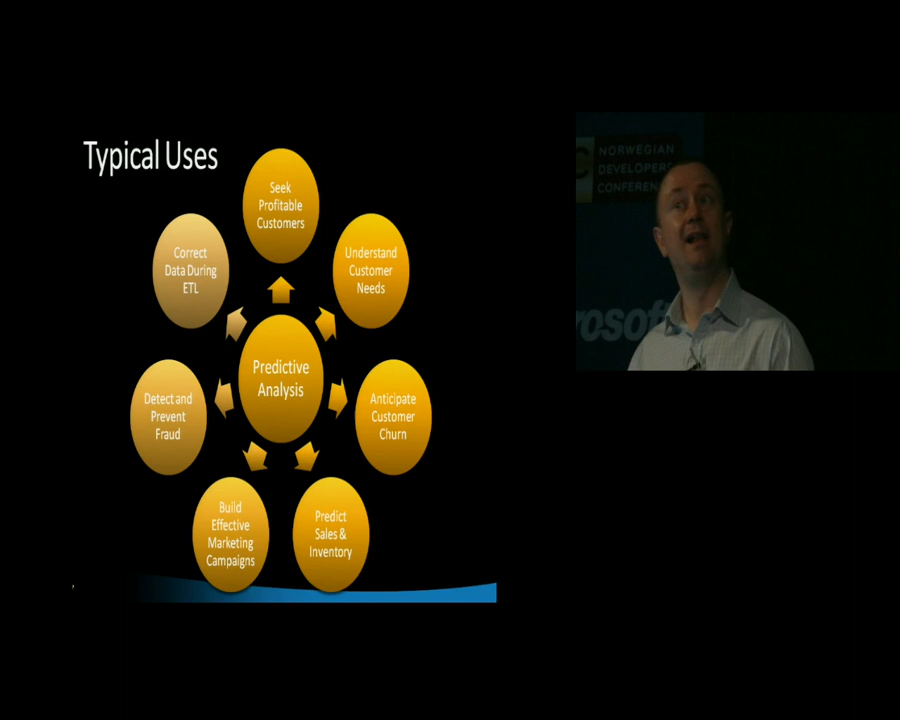 Typical Uses
Seek
Profitable
Customers
Understand
Customer
Needs
Anticipate
Customer
Churn
Predict
Sales &
Inventory
Build
Effective
Marketing
Campaigns
Detect and
Prevent
Fraud
Correct
Data During
ETL
Predictive
Analysis
C
NORWEGIAN
DEVELOPERS
CONFEREN
rosoft